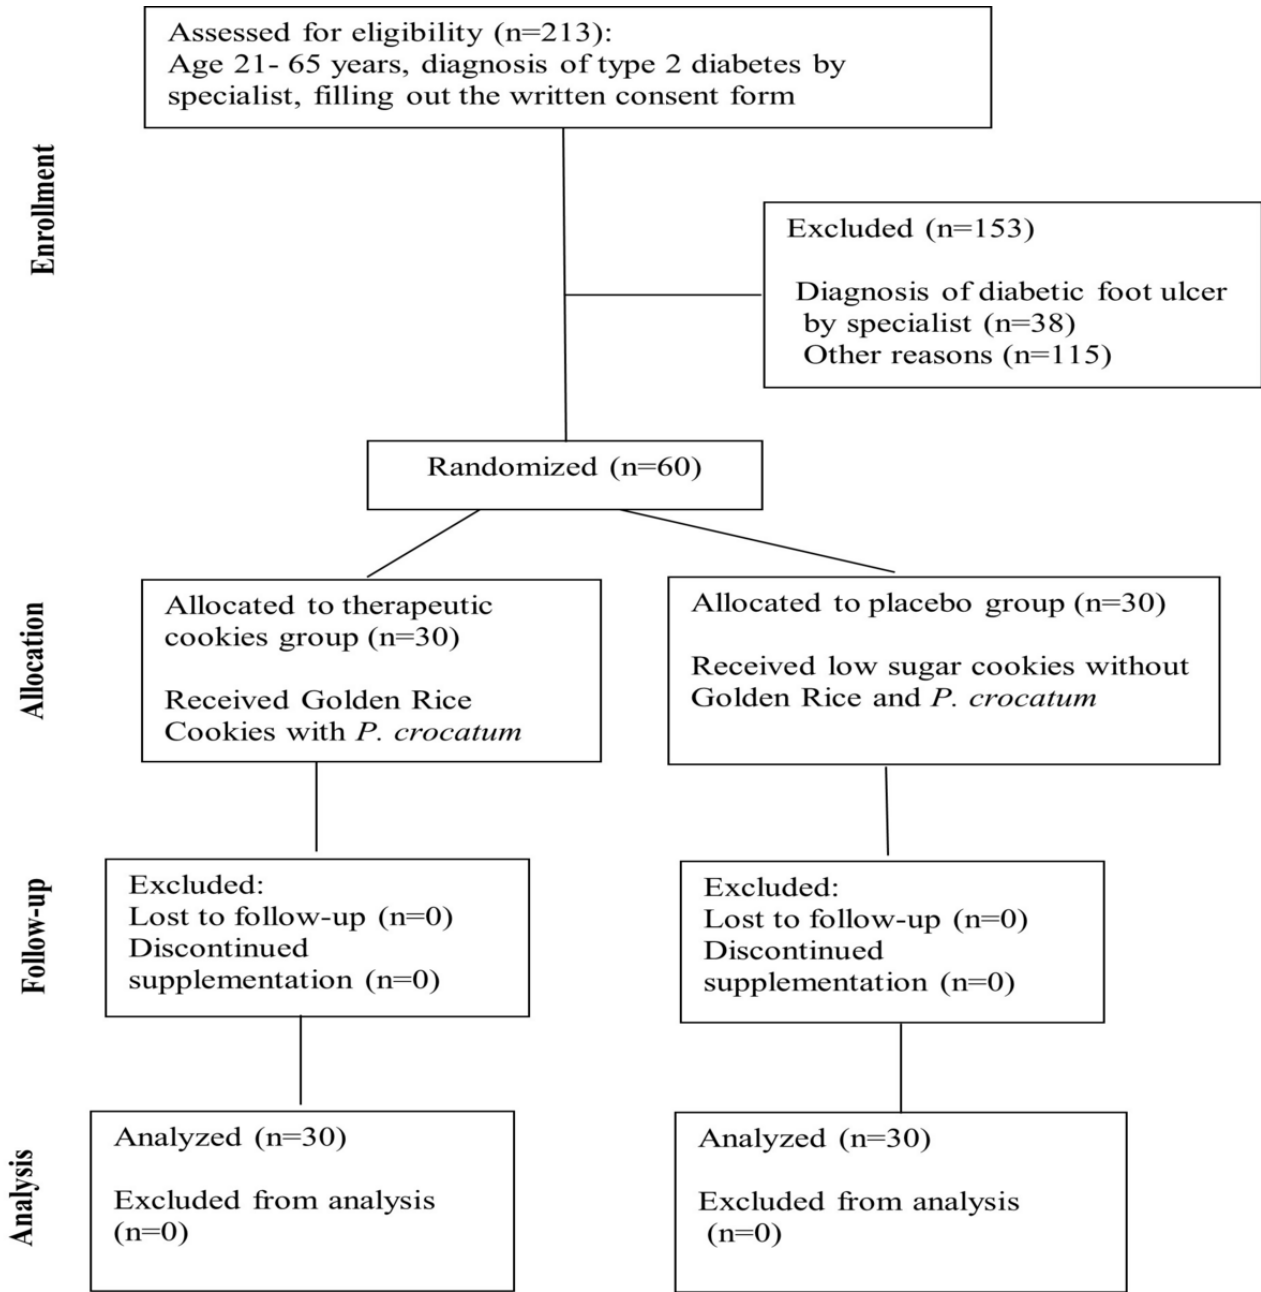 Assessed for eligibility (n=213):
Age 21- 65 years, diagnosis of type 2 diabetes by
specialist, filling out the written consent form
Enrollment
Excluded (n=153)
Diagnosis of diabetic foot ulcer
by specialist (n=38)
Other reasons (n=115)
Randomized (n=60)
Allocation
Allocated to therapeutic
cookies group (n=30)
Received Golden Rice
Cookies with P. crocatum
Allocated to placebo group (n=30)
Received low sugar cookies without
Golden Rice and P. crocatum
Follow-up
Excluded:
Lost to follow-up (n=0)
Discontinued
supplementation (n=0)
Excluded:
Lost to follow-up (n=0)
Discontinued
supplementation (n=0)
Analysis
Analyzed (n=30)
Excluded from analysis
(n=0)
Analyzed (n=30)
Excluded from analysis
(n=0)